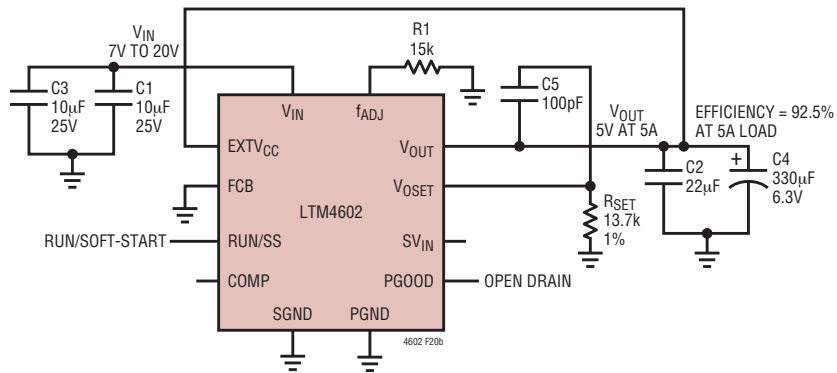 V_IN
7V TO 20V
C3
10μF
25V
C1
10μF
25V
R1
15k
C5
100pF
V_OUT
5V AT 5A
EFFICIENCY = 92.5%
AT 5A LOAD
V_IN
f_ADJ
EXTV_CC
V_OUT
FCB
V_OSET
LTM4602
RUN/SOFT-START
RUN/SS
SV_IN
COMP
PGOOD
OPEN DRAIN
SGND
PGND
R_SET
13.7k
1%
C2
22μF
+
C4
330μF
6.3V
4602 F20b